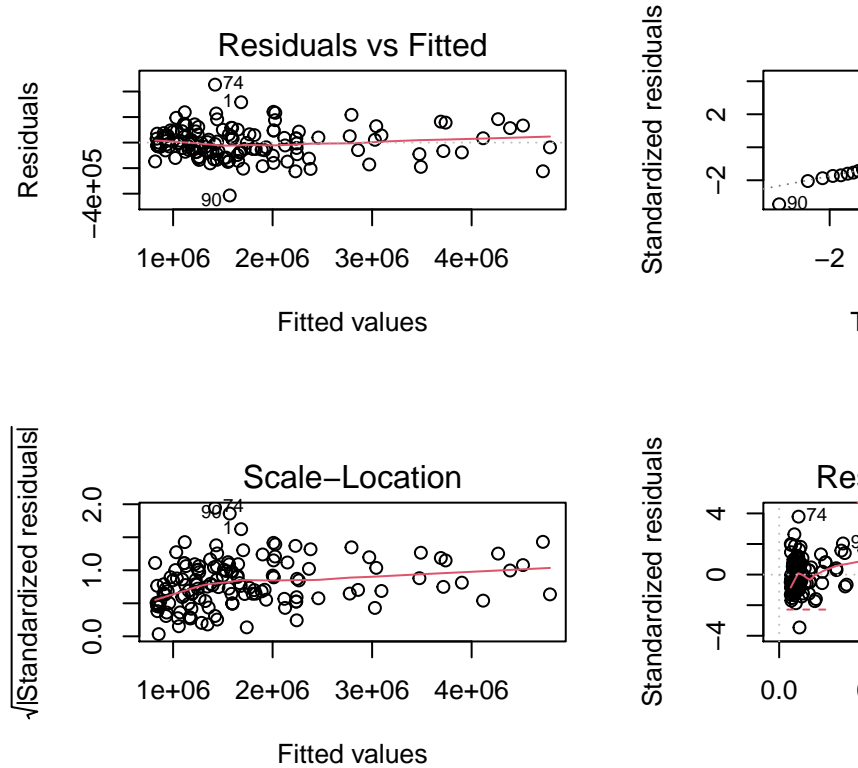 Residuals vs Fitted
Residuals
−4e+05
74
1
90
1e+06 2e+06 3e+06 4e+06
Fitted values
Standardized residuals
2
−2
90
−2
T
Scale−Location
√|Standardized residuals|
0.0 1.0 2.0
90 74
1
1e+06 2e+06 3e+06 4e+06
Fitted values
Res
Standardized residuals
4
0
−4
74
9
0.0